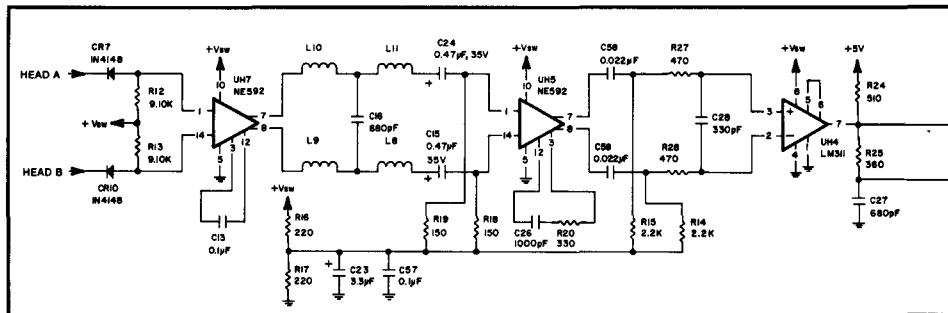 HEAD A
CR7
1N4148
R12
9.10K
+ Vsw
R13
9.10K
HEAD B
CR10
1N4148
+Vsw
10
UH7
NE592
1
14
7
8
3
12
5
C13
0.1µF
L10
L11
C16
680pF
L9
L8
C24
0.47µF, 35V
C15
0.47µF
35V
+
+
+Vsw
R16
220
R17
220
+
C23
3.3µF
C57
0.1µF
R19
150
R18
150
+Vsw
10
UH5
NE592
1
14
7
8
5
12
3
C26
1000pF
R20
330
C56
0.022µF
C58
0.022µF
R27
470
R28
470
C28
330pF
R15
2.2K
R14
2.2K
+Vsw
8
5
6
3
+
2
−
7
4
1
UH4
LM311
+5V
R24
510
R25
360
C27
680pF